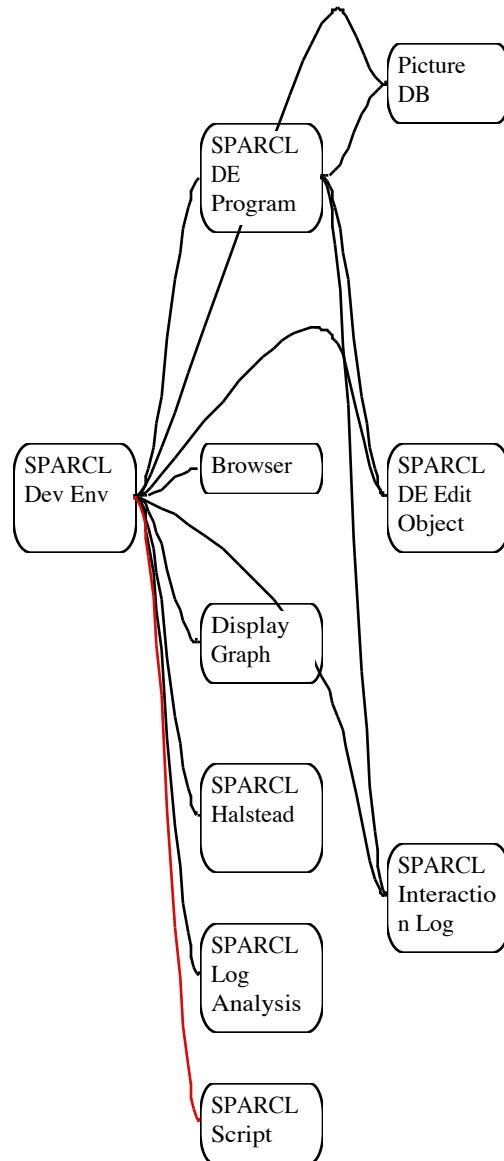 Picture
DB
SPARCL
DE
Program
SPARCL
Dev Env
Browser
SPARCL
DE Edit
Object
Display
Graph
SPARCL
Halstead
SPARCL
Interactio
n Log
SPARCL
Log
Analysis
SPARCL
Script